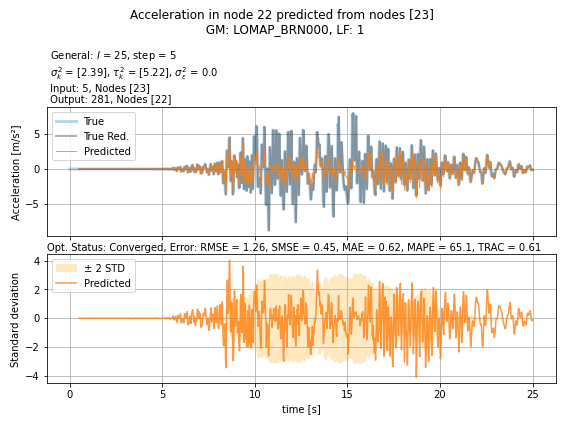 Acceleration in node 22 predicted from nodes [23]
GM: LOMAP_BRN000, LF: 1
General: l = 25, step = 5
σ²ₖ = [2.39], τ²ₖ = [5.22], σ²ε = 0.0
Input: 5, Nodes [23]
Output: 281, Nodes [22]
True
True Red.
Predicted
Acceleration [m/s²]
5
0
−5
Opt. Status: Converged, Error: RMSE = 1.26, SMSE = 0.45, MAE = 0.62, MAPE = 65.1, TRAC = 0.61
± 2 STD
Predicted
Standard deviation
4
2
0
−2
−4
0 5 10 15 20 25
time [s]